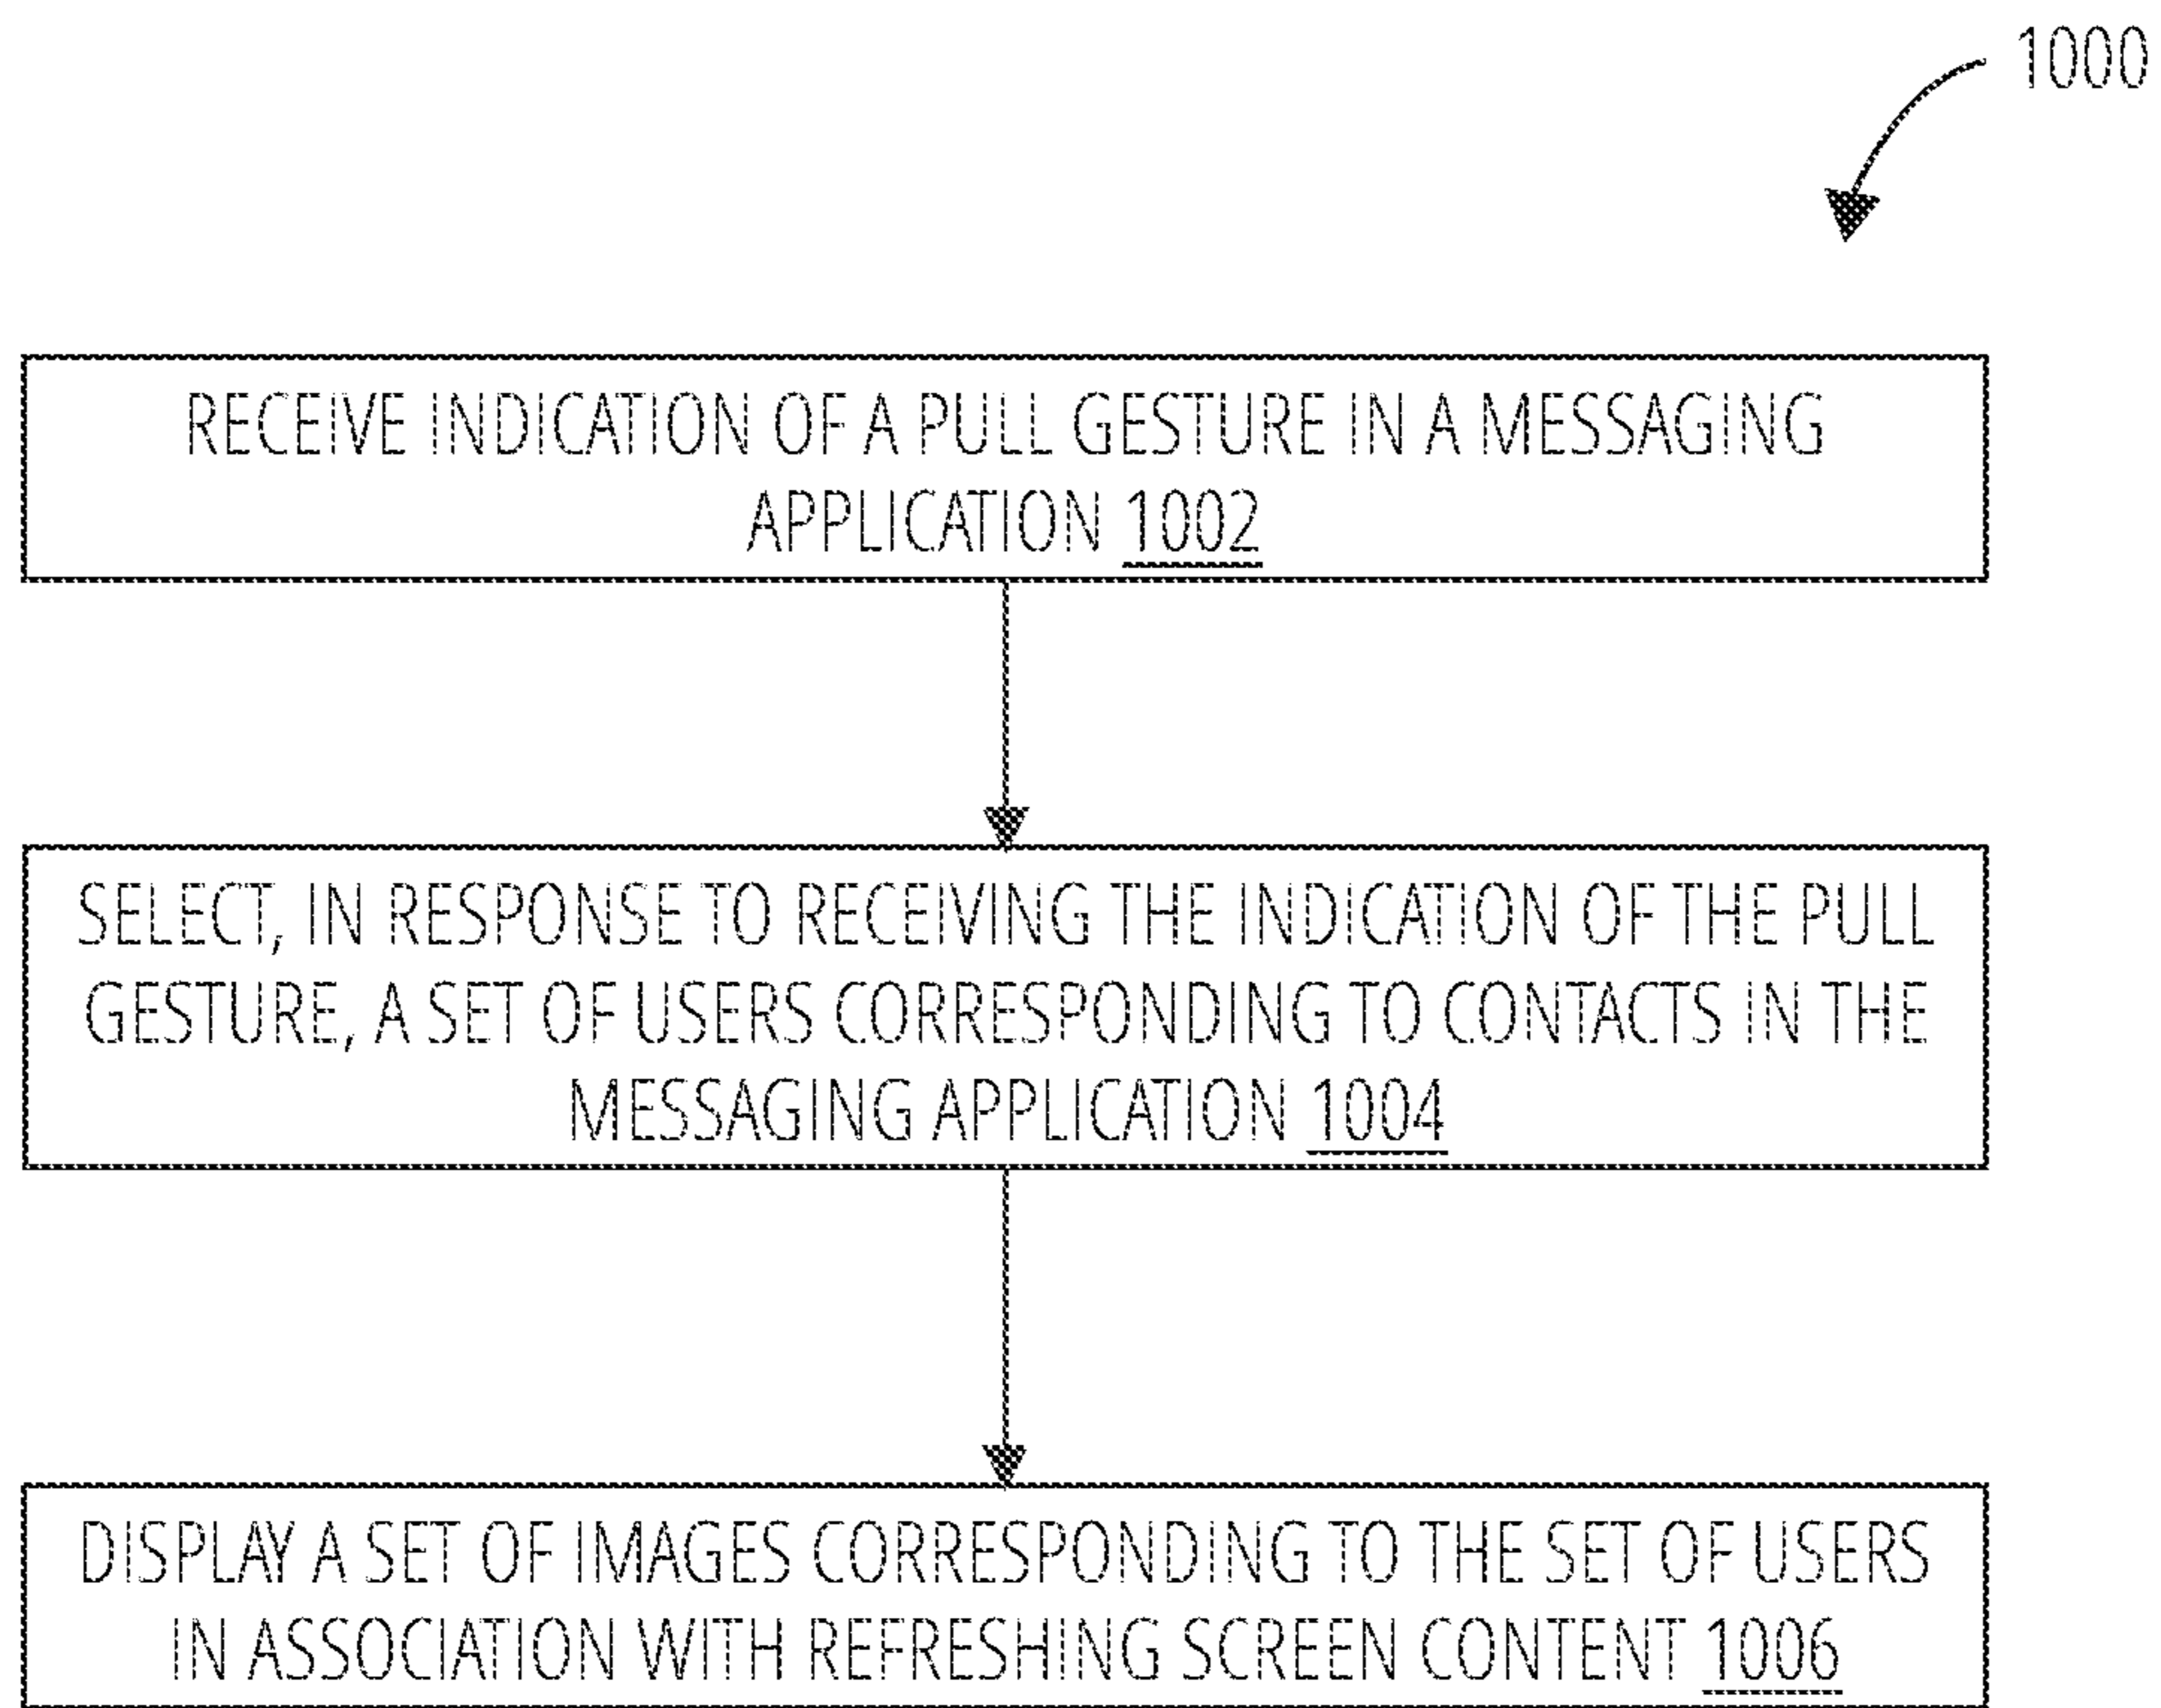 1000
RECEIVE INDICATION OF A PULL GESTURE IN A MESSAGING
APPLICATION 1002
SELECT, IN RESPONSE TO RECEIVING THE INDICATION OF THE PULL
GESTURE, A SET OF USERS CORRESPONDING TO CONTACTS IN THE
MESSAGING APPLICATION 1004
DISPLAY A SET OF IMAGES CORRESPONDING TO THE SET OF USERS
IN ASSOCIATION WITH REFRESHING SCREEN CONTENT 1006